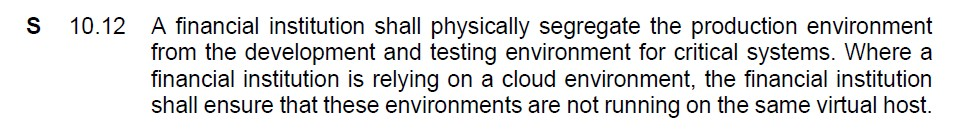 S 10.12 A financial institution shall physically segregate the production environment
from the development and testing environment for critical systems. Where a
financial institution is relying on a cloud environment, the financial institution
shall ensure that these environments are not running on the same virtual host.